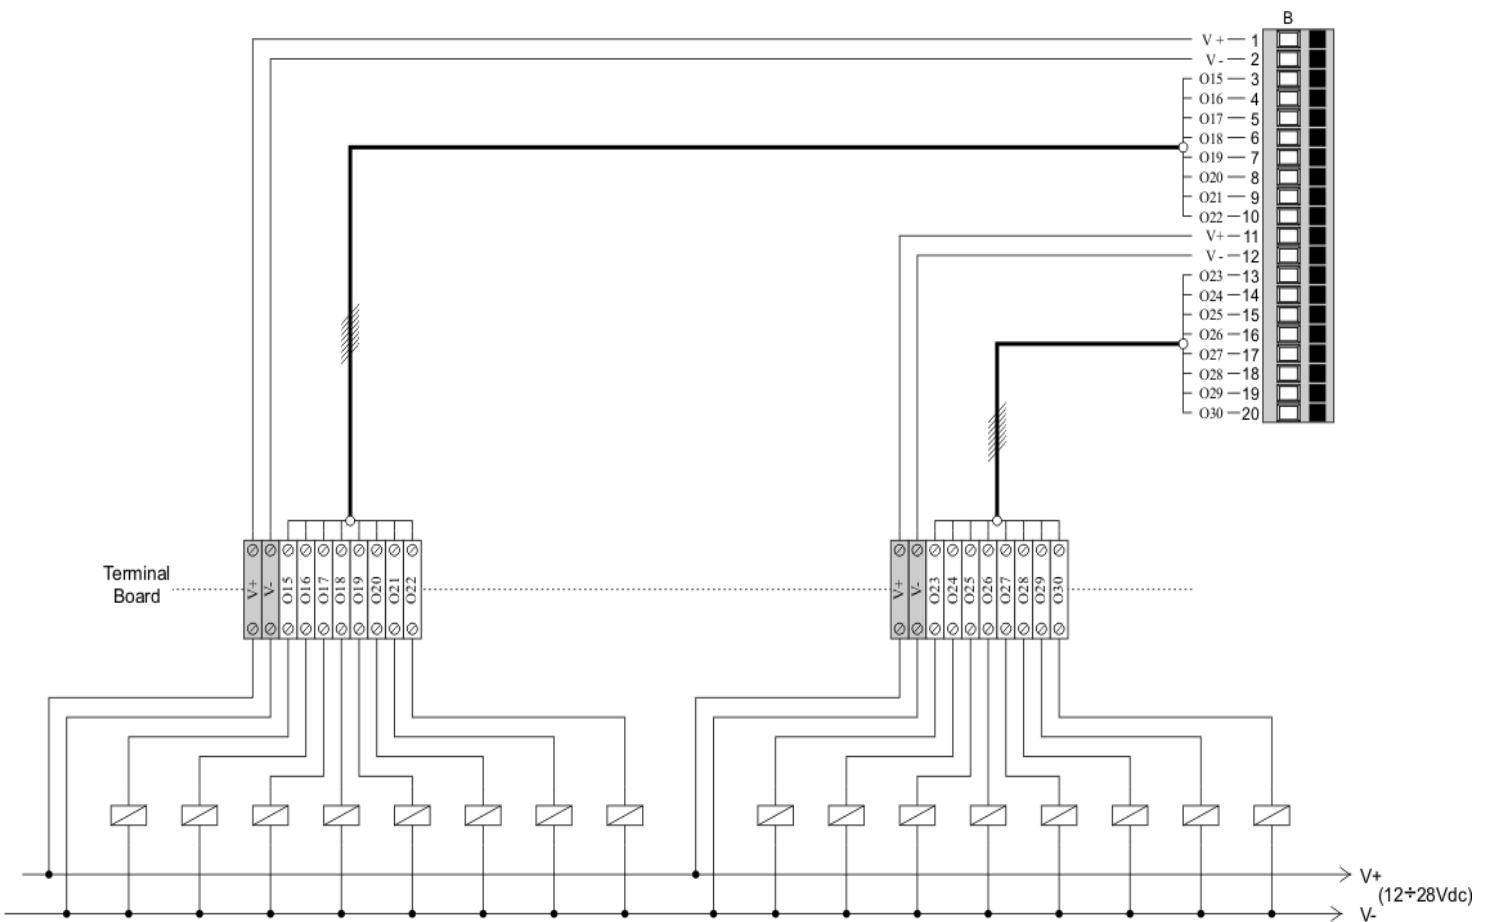 B
V + 1
V - 2
O15 3
O16 4
O17 5
O18 6
O19 7
O20 8
O21 9
O22 10
V+ 11
V - 12
O23 13
O24 14
O25 15
O26 16
O27 17
O28 18
O29 19
O30 20
Terminal
Board
V+ V- O15 O16 O17 O18 O19 O20 O21 O22
V+ V- O23 O24 O25 O26 O27 O28 O29 O30
V+
(12÷28Vdc)
V-